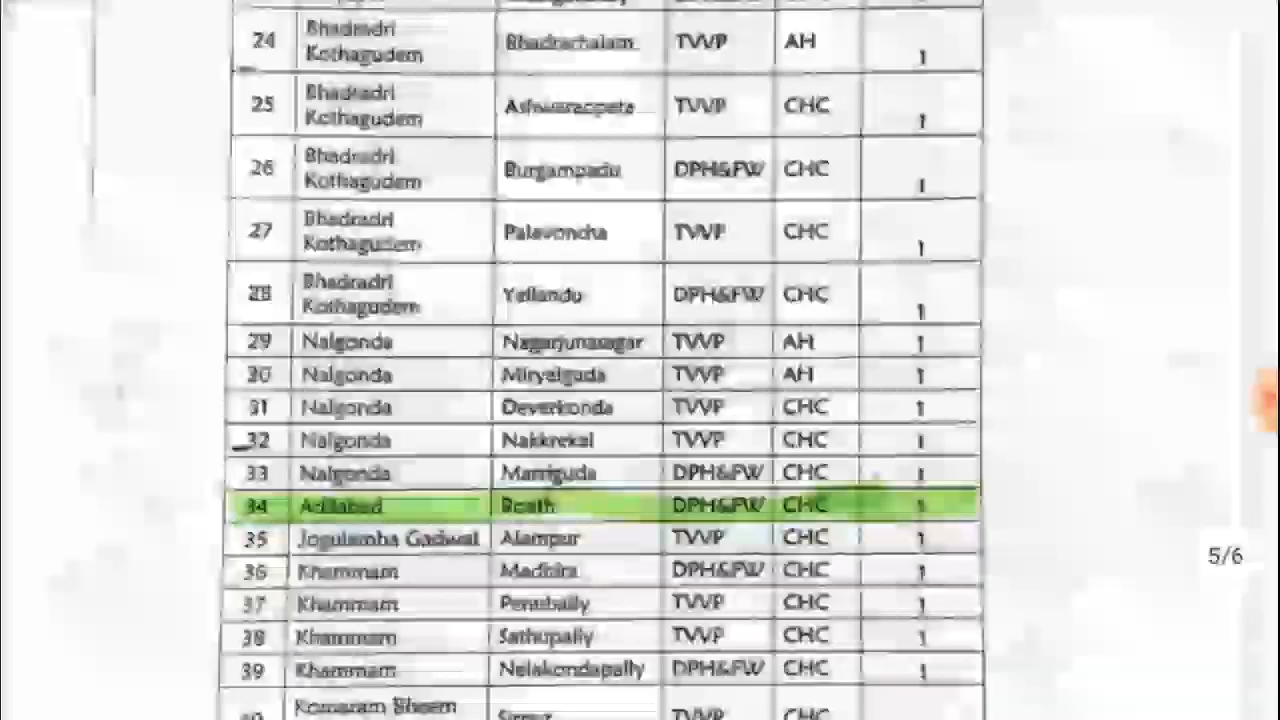 24 Bhadradri Kothagudem Bhadrachalam TVVP AH 1
25 Bhadradri Kothagudem Ashwaraopeta TVVP CHC 1
26 Bhadradri Kothagudem Burgampadu DPH&FW CHC 1
27 Bhadradri Kothagudem Palavoncha TVVP CHC 1
28 Bhadradri Kothagudem Yellandu DPH&FW CHC 1
29 Nalgonda Nagarjunasagar TVVP AH 1
30 Nalgonda Miryalguda TVVP AH 1
31 Nalgonda Deverkonda TVVP CHC 1
32 Nalgonda Nakkrekal TVVP CHC 1
33 Nalgonda Marriguda DPH&FW CHC 1
34 Adilabad Boath DPH&FW CHC 1
35 Jogulamba Gadwal Alampur TVVP CHC 1
36 Khammam Madhira DPH&FW CHC 1
37 Khammam Penubally TVVP CHC 1
38 Khammam Sathupally TVVP CHC 1
39 Khammam Nelakondapally DPH&FW CHC 1
Komaram Bheem TVVP CHC
5/6